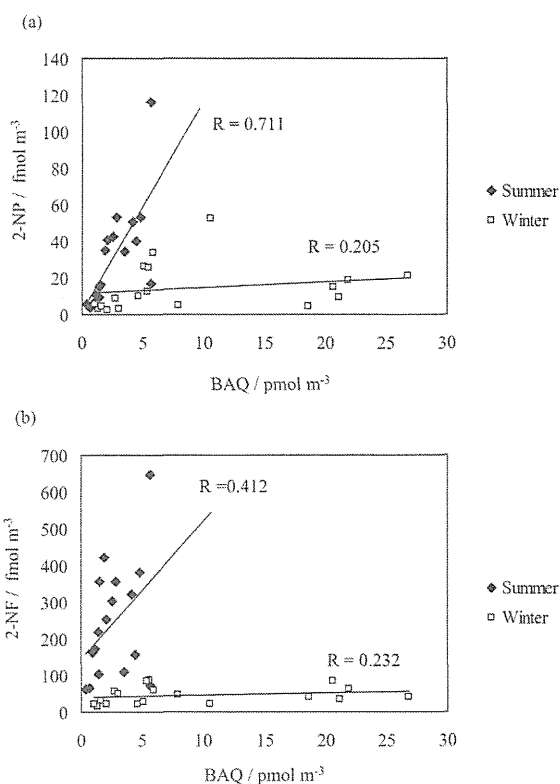 (a)
140
120
100
80
60
40
20
0
2-NP / fmol m-3
R = 0.711
R = 0.205
Summer
Winter
0 5 10 15 20 25 30
BAQ / pmol m-3
(b)
700
600
500
400
300
200
100
0
2-NF / fmol m-3
R =0.412
R = 0.232
Summer
Winter
0 5 10 15 20 25 30
BAQ / pmol m-3